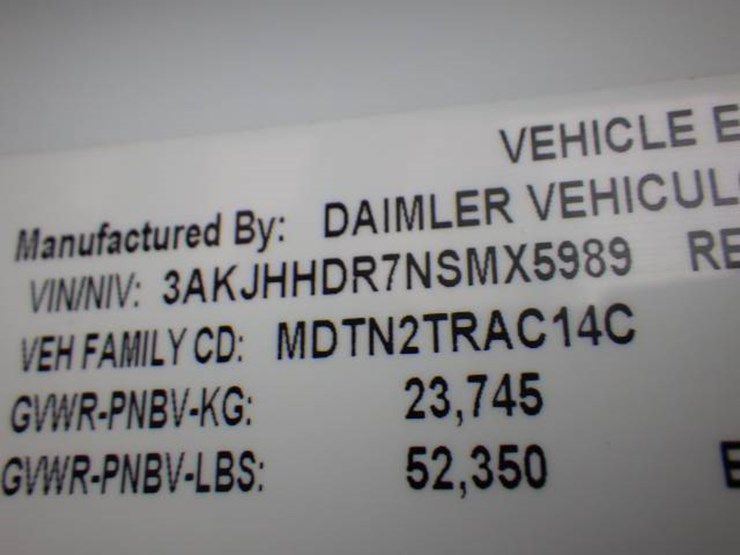 VEHICLE E
Manufactured By: DAIMLER VEHICUL
VIN/NIV: 3AKJHHDR7NSMX5989 RE
VEH FAMILY CD: MDTN2TRAC14C
GVWR-PNBV-KG: 23,745
GVWR-PNBV-LBS: 52,350